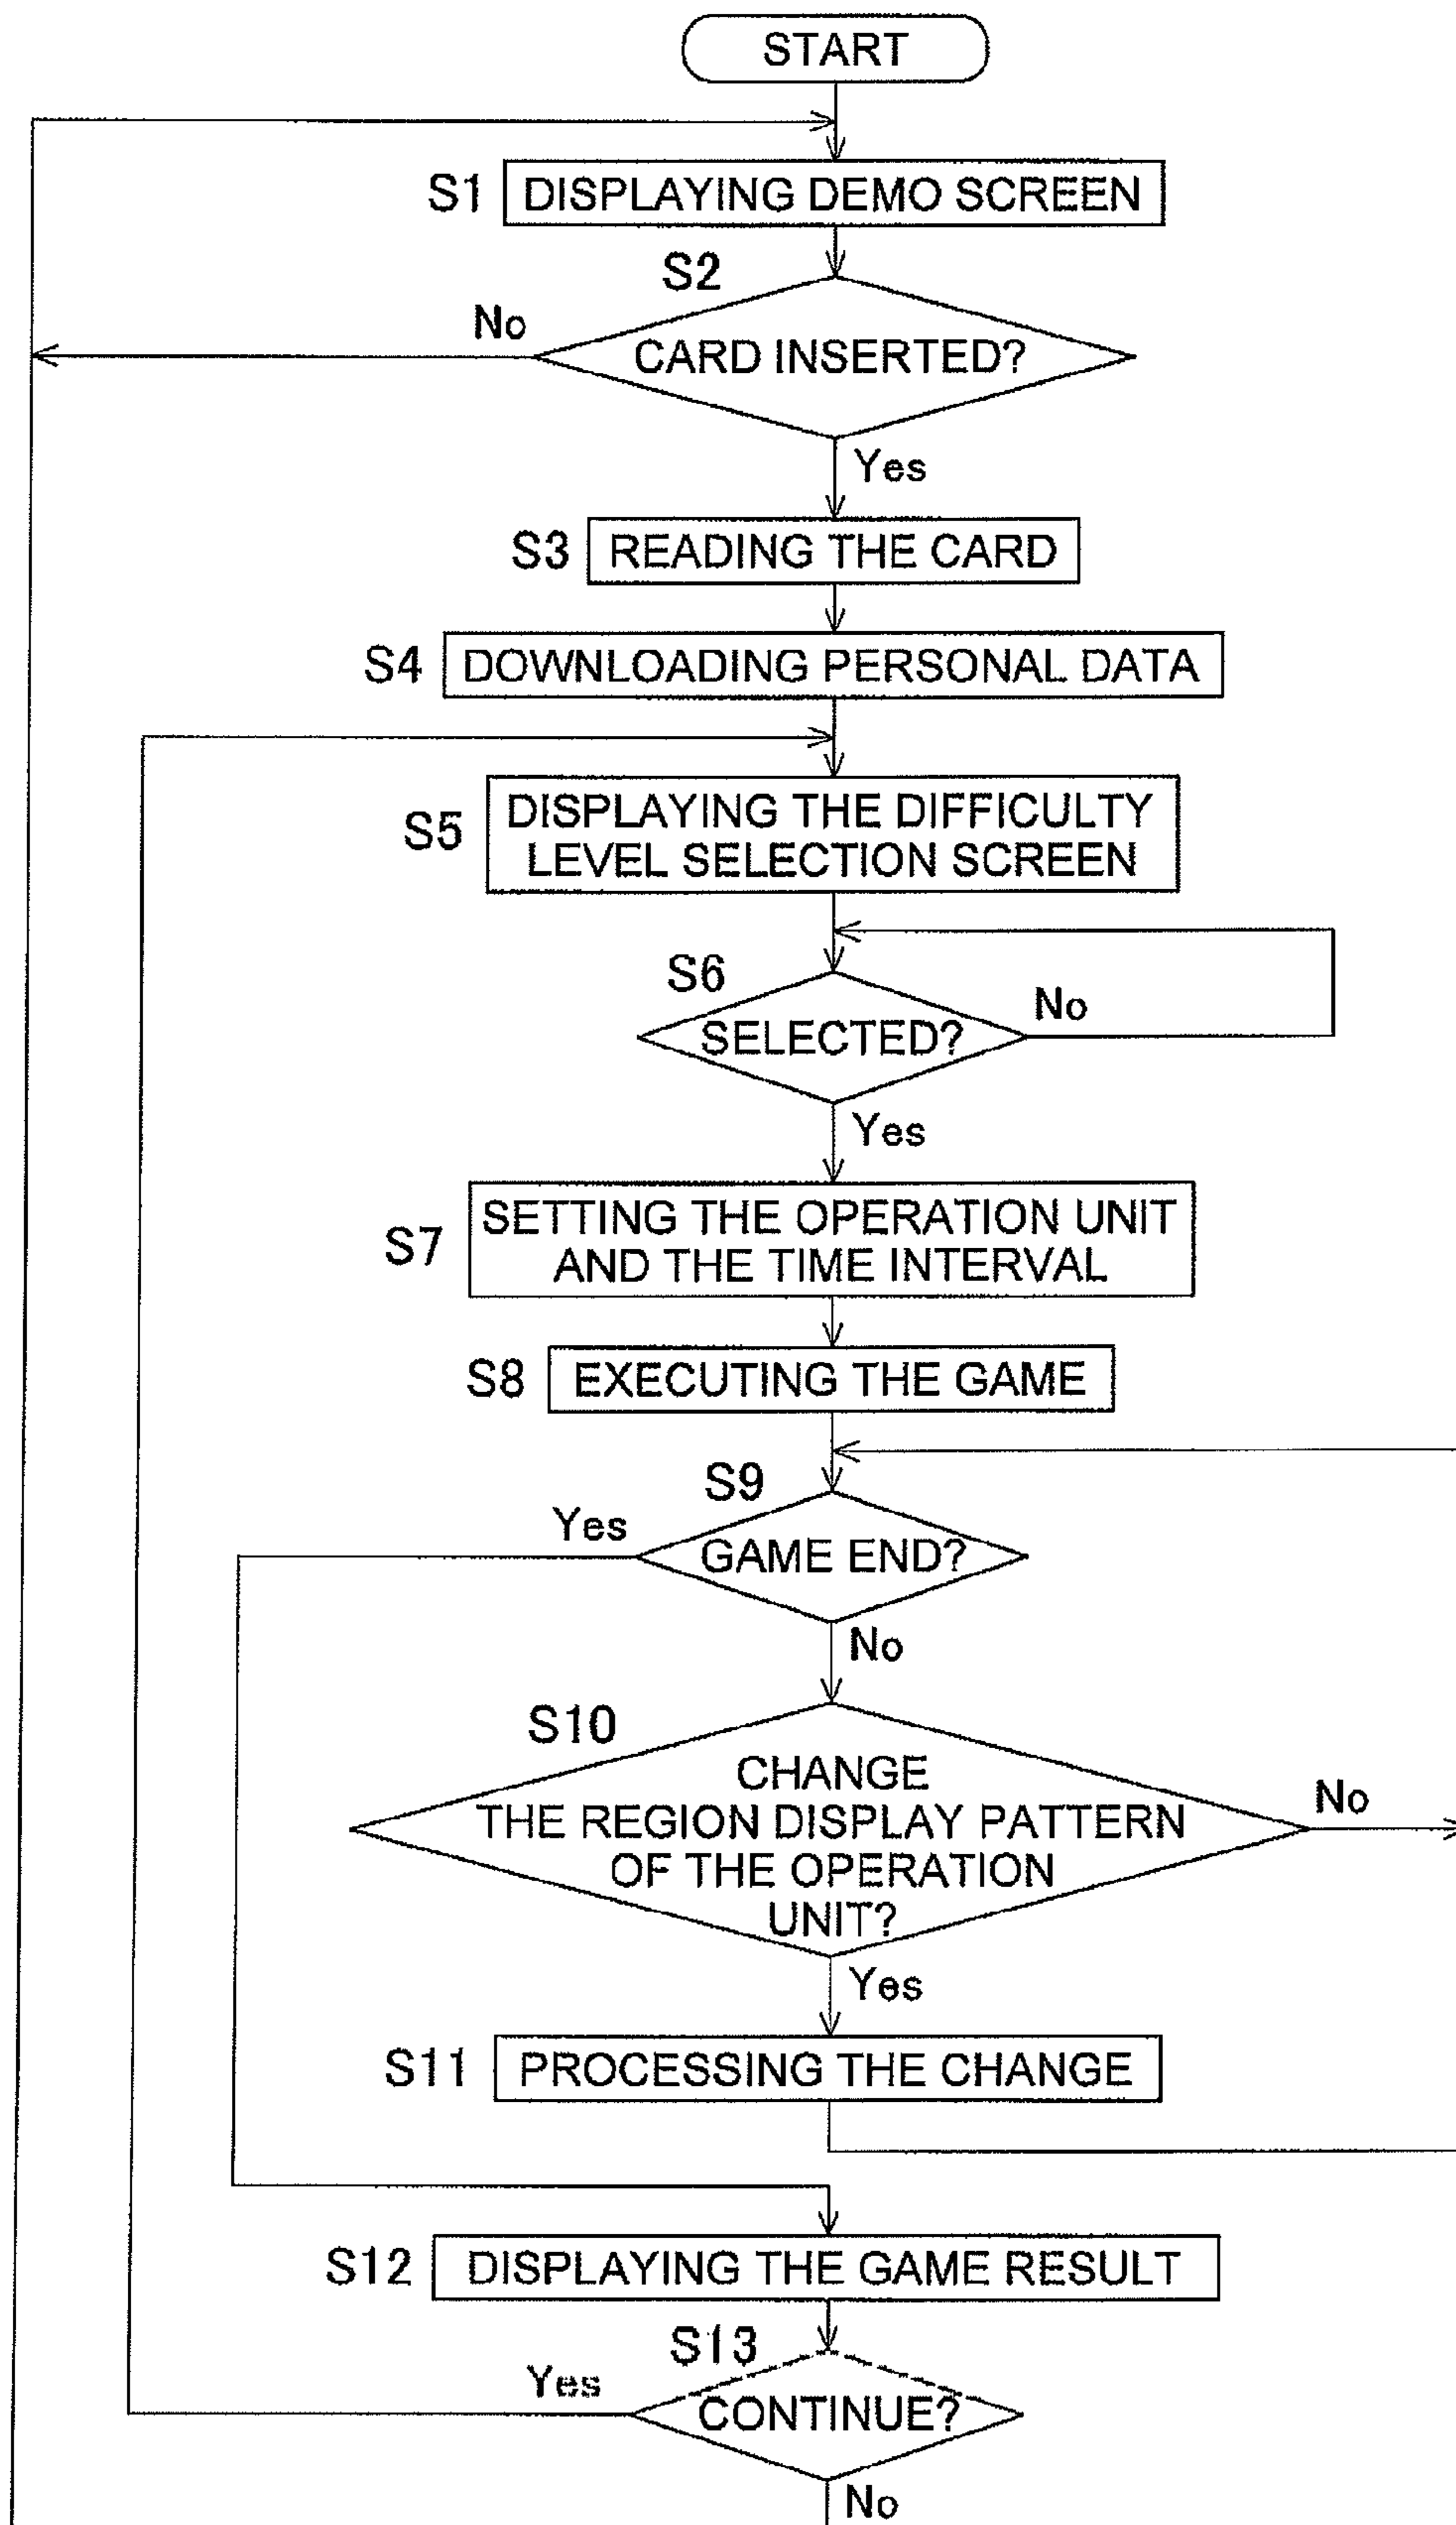 START
S1 DISPLAYING DEMO SCREEN
S2
No
CARD INSERTED?
Yes
S3 READING THE CARD
S4 DOWNLOADING PERSONAL DATA
S5
DISPLAYING THE DIFFICULTY
LEVEL SELECTION SCREEN
S6
No
SELECTED?
Yes
S7
SETTING THE OPERATION UNIT
AND THE TIME INTERVAL
S8 EXECUTING THE GAME
S9
Yes
GAME END?
No
S10
CHANGE
THE REGION DISPLAY PATTERN
OF THE OPERATION
UNIT?
No
Yes
S11 PROCESSING THE CHANGE
S12 DISPLAYING THE GAME RESULT
S13
Yes
CONTINUE?
No